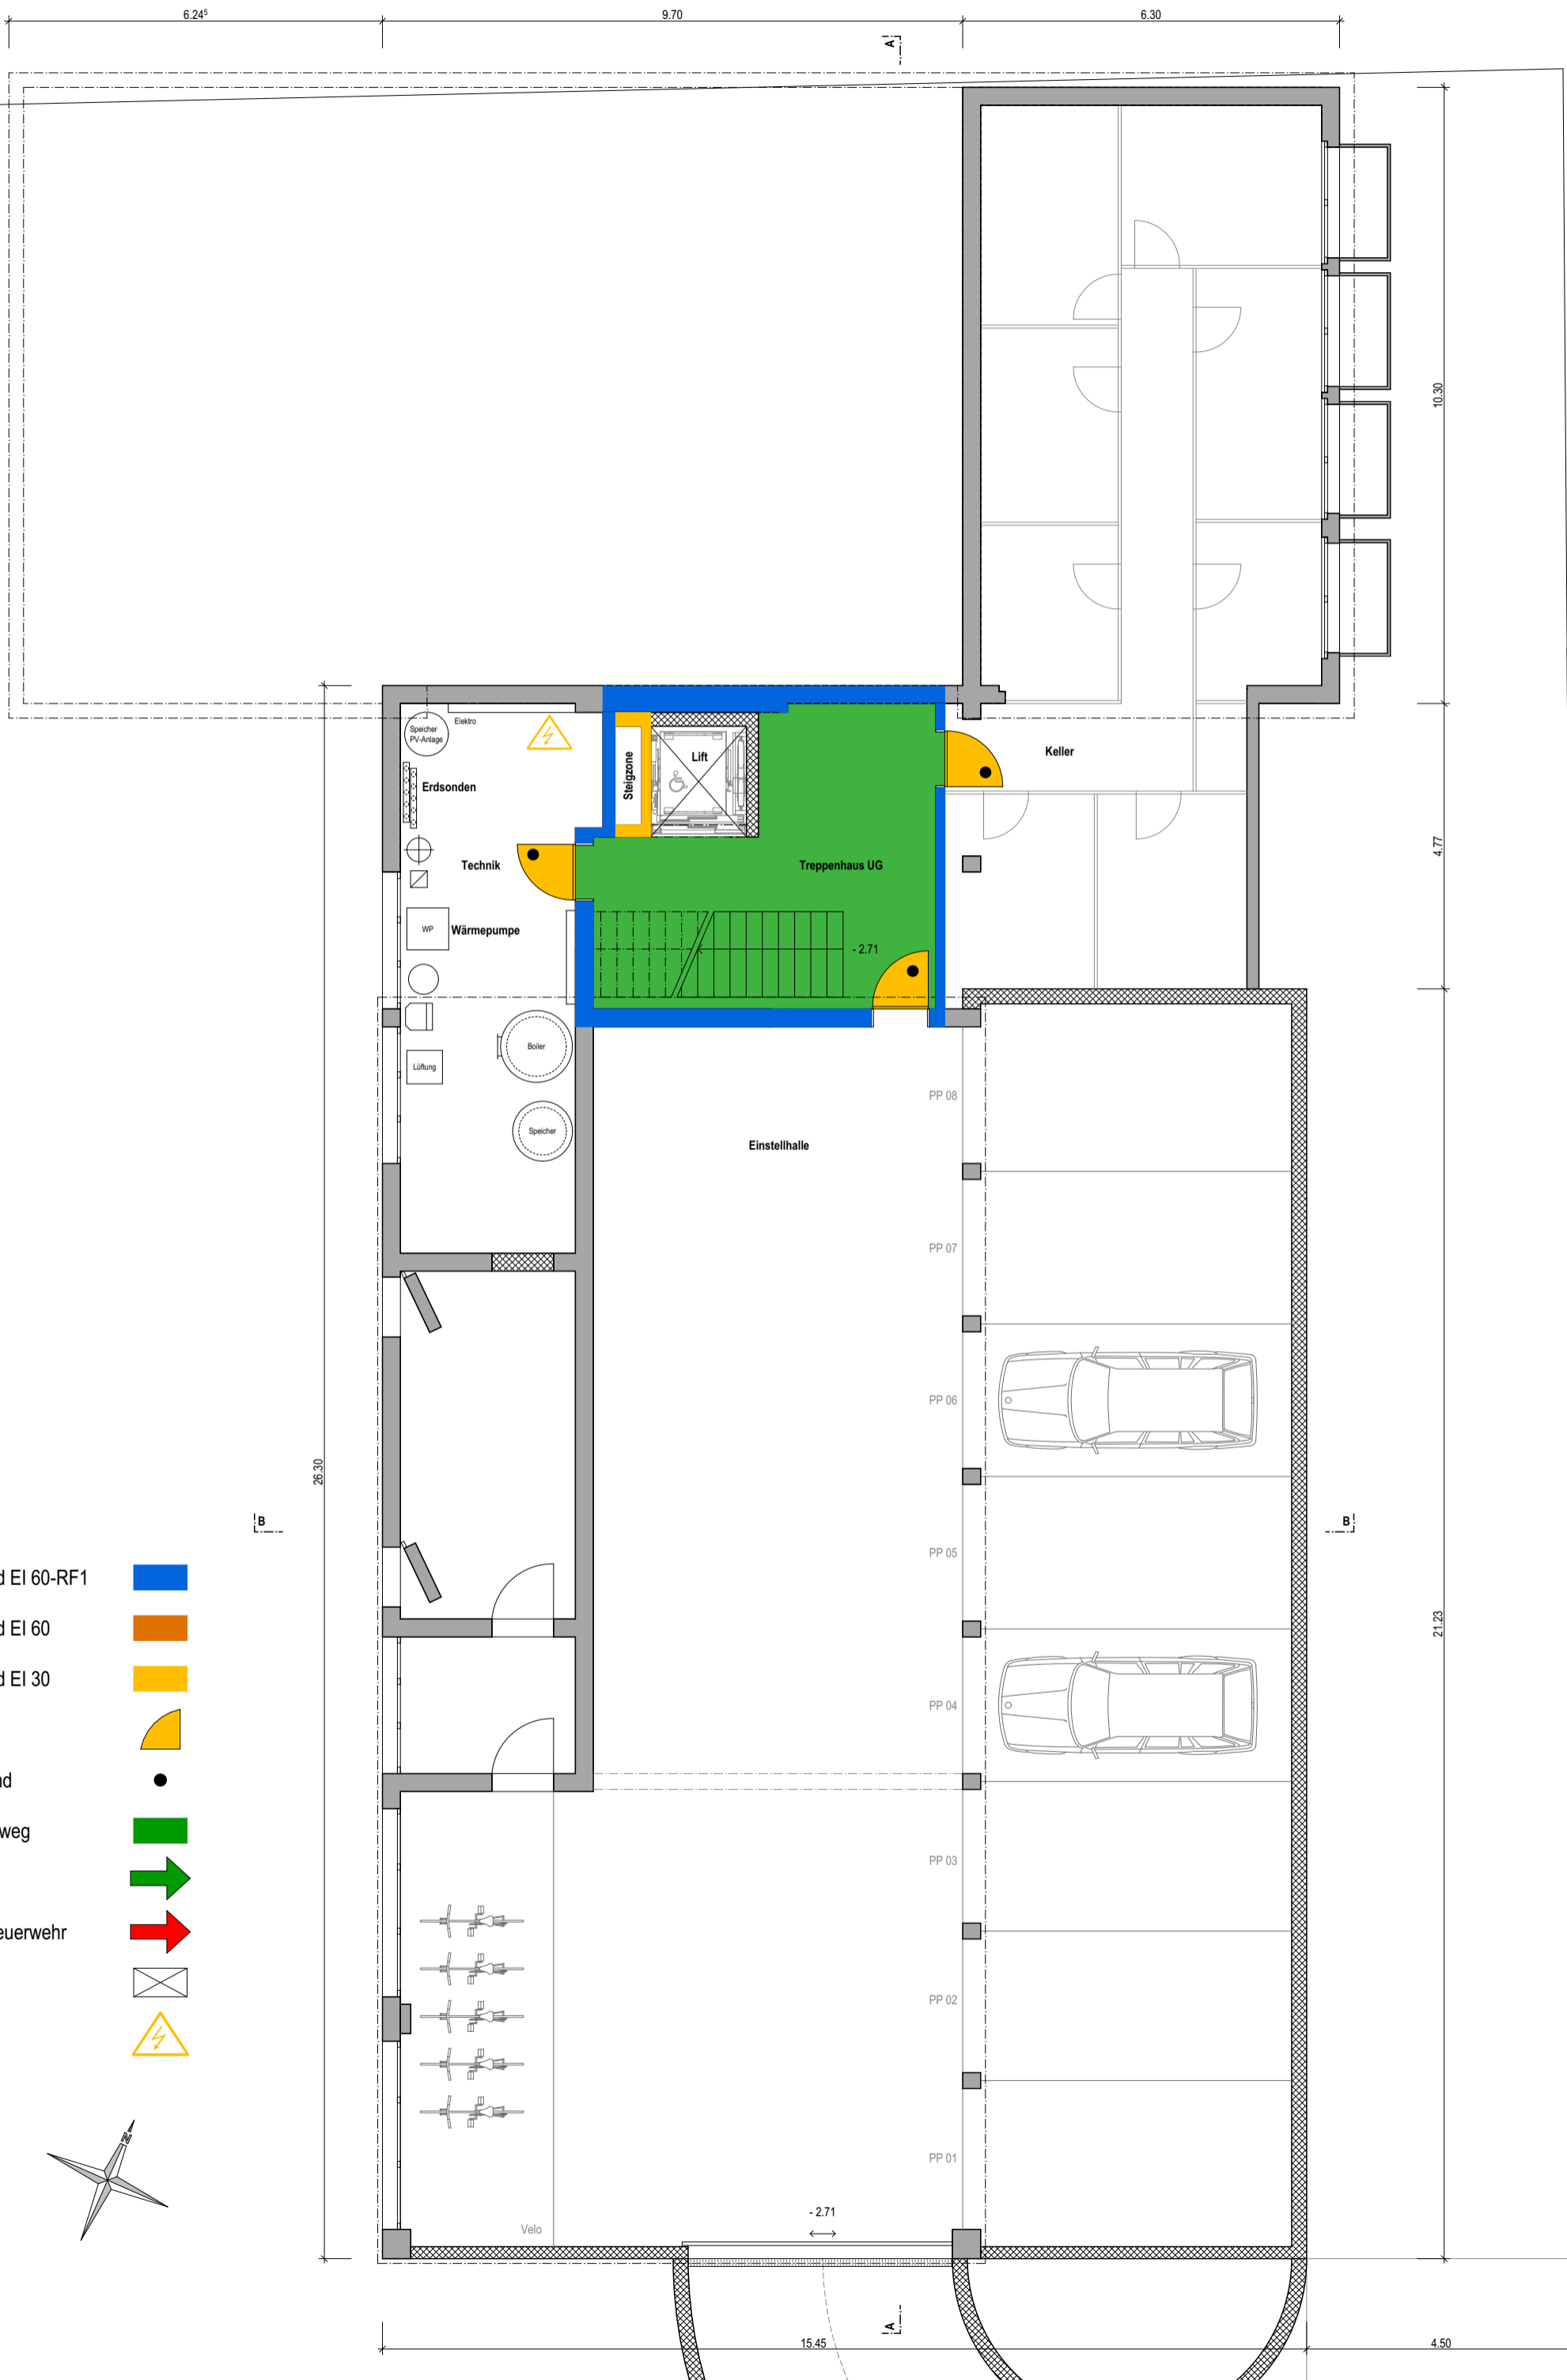 6.24⁵ 9.70 6.30
A
10.30
Speicher
PV-Anlage
Elektro
Steigzone
Lift
Keller
Erdsonden
4.77
Technik
Treppenhaus UG
WP
Wärmepumpe
- 2.71
Boiler
Lüftung
PP 08
Speicher
Einstellhalle
PP 07
PP 06
26.30
B
B
PP 05
EI 60-RF1
EI 60
21.23
EI 30
PP 04
PP 03
PP 02
N
PP 01
- 2.71
Velo
A
15.45
4.50